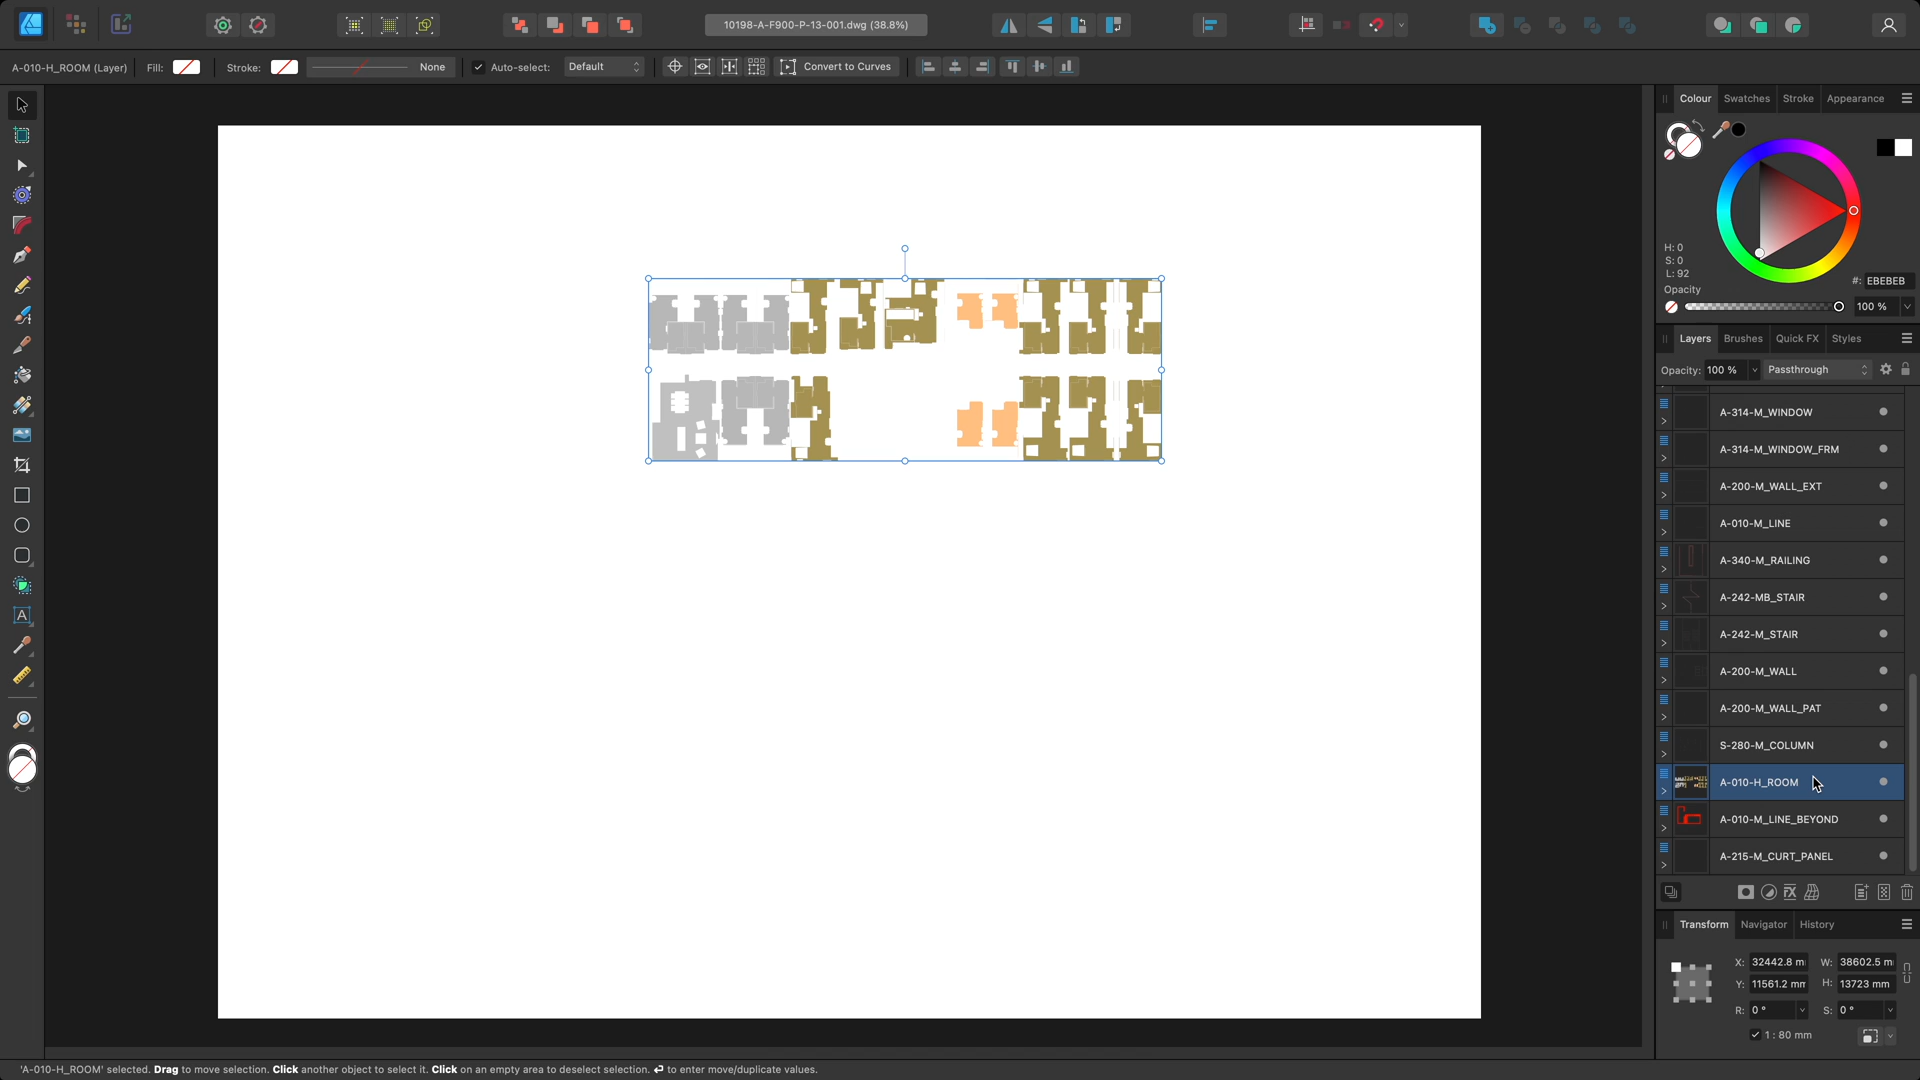 10198-A-F900-P-13-001.dwg (38.8%)
A-010-H_ROOM (Layer)
Fill:
Stroke:
None
Auto-select:
Default
Convert to Curves
Colour
Swatches
Stroke
Appearance
H: 0
S: 0
L: 92
#: EBEBEB
Opacity
100 %
Layers
Brushes
Quick FX
Styles
Opacity: 100 %
Passthrough
A-314-M_WINDOW
A-314-M_WINDOW_FRM
A-200-M_WALL_EXT
A-010-M_LINE
A-340-M_RAILING
A-242-MB_STAIR
A-242-M_STAIR
A-200-M_WALL
A-200-M_WALL_PAT
S-280-M_COLUMN
A-010-H_ROOM
A-010-M_LINE_BEYOND
A-215-M_CURT_PANEL
Transform
Navigator
History
X: 32442.8 m
W: 38602.5 m
Y: 11561.2 mm
H: 13723 mm
R: 0 °
S: 0 °
1 : 80 mm
'A-010-H_ROOM' selected. Drag to move selection. Click another object to select it. Click on an empty area to deselect selection. ⏎ to enter move/duplicate values.